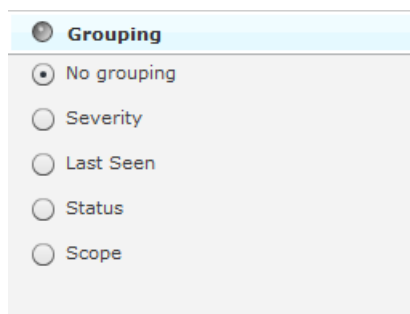 Grouping
No grouping
Severity
Last Seen
Status
Scope